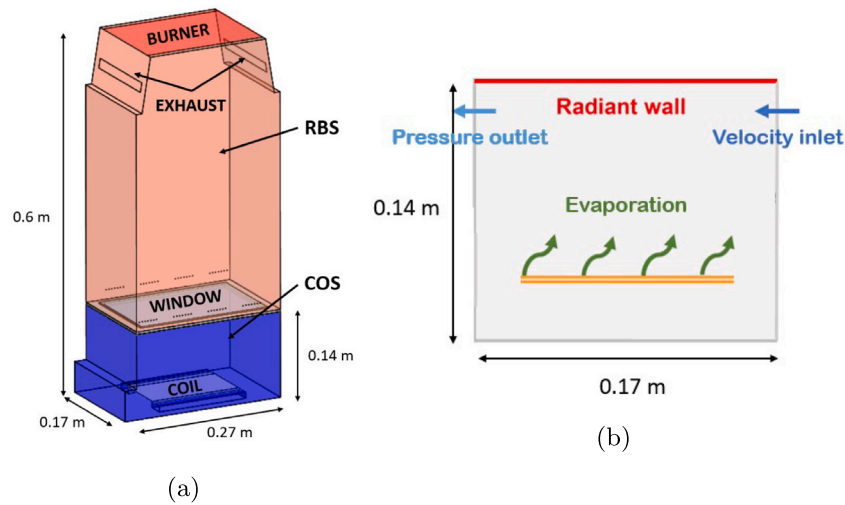 BURNER
EXHAUST
RBS
0.6 m
COS
WINDOW
0.14 m
COIL
0.17 m
0.27 m
(a)
Radiant wall
Pressure outlet
Velocity inlet
0.14 m
Evaporation
0.17 m
(b)